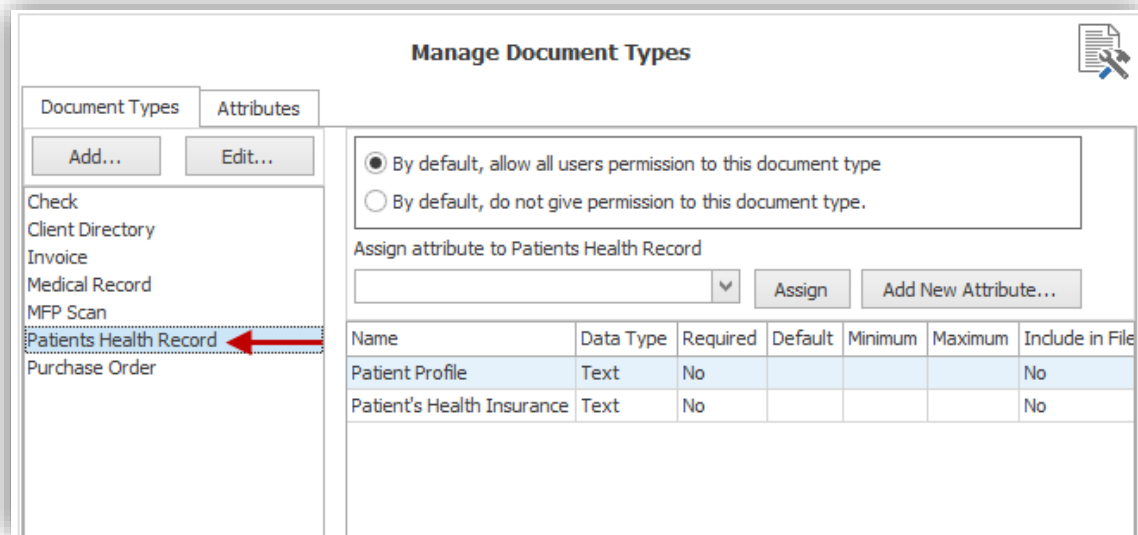 Manage Document Types
Document Types Attributes
Add... Edit...
Check
Client Directory
Invoice
Medical Record
MFP Scan
Patients Health Record
Purchase Order
By default, allow all users permission to this document type
By default, do not give permission to this document type.
Assign attribute to Patients Health Record
Assign Add New Attribute...
Name Data Type Required Default Minimum Maximum Include in File
Patient Profile Text No No
Patient's Health Insurance Text No No